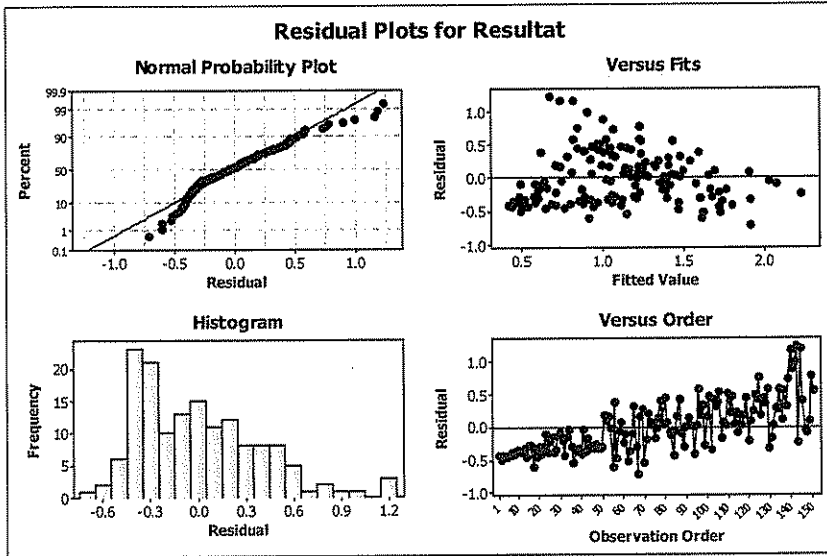 Residual Plots for Resultat
Normal Probability Plot
99.9
99
90
50
10
1
0.1
Percent
-1.0 -0.5 0.0 0.5 1.0
Residual
Versus Fits
1.0
0.5
0.0
-0.5
-1.0
Residual
0.5 1.0 1.5 2.0
Fitted Value
Histogram
20
15
10
5
0
Frequency
-0.6 -0.3 0.0 0.3 0.6 0.9 1.2
Residual
Versus Order
1.0
0.5
0.0
-0.5
-1.0
Residual
1 10 20 30 40 50 60 70 80 90 100 110 120 130 140 150
Observation Order